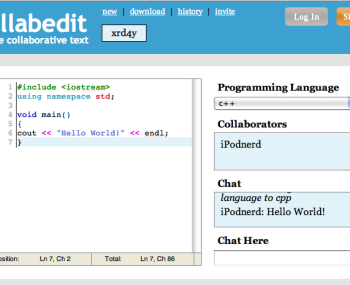 llabedit
e collaborative text
new | download | history | invite
xrd4y
Log In
1 #include <iostream>
2 using namespace std;
3
4 void main()
5 {
6 cout << "Hello World!" << endl;
7 }
osition: Ln 7, Ch 2 Total: Ln 7, Ch 86
Programming Language
c++
Collaborators
iPodnerd
Chat
language to cpp
iPodnerd: Hello World!
Chat Here